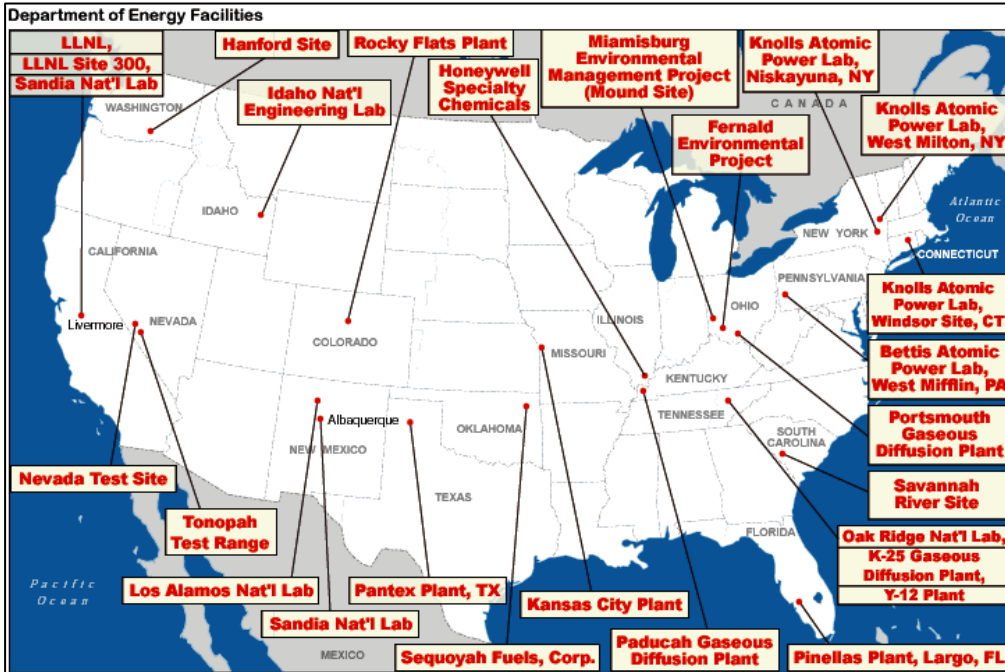 Department of Energy Facilities
LLNL,
LLNL Site 300,
Sandia Nat'l Lab
Hanford Site
Rocky Flats Plant
Miamisburg
Environmental
Management Project
(Mound Site)
Knolls Atomic
Power Lab,
Niskayuna, NY
Honeywell
Specialty
Chemicals
Idaho Nat'l
Engineering Lab
CANADA
Knolls Atomic
Power Lab,
West Milton, NY
WASHINGTON
Fernald
Environmental
Project
IDAHO
Atlantic
Ocean
NEW YORK
CALIFORNIA
CONNECTICUT
PENNSYLVANIA
Knolls Atomic
Power Lab,
Windsor Site, CT
OHIO
Livermore
NEVADA
ILLINOIS
COLORADO
MISSOURI
Bettis Atomic
Power Lab,
West Mifflin, PA
KENTUCKY
TENNESSEE
Albaquerque
OKLAHOMA
NEW MEXICO
SOUTH
CAROLINA
Portsmouth
Gaseous
Diffusion Plant
Nevada Test Site
TEXAS
Savannah
River Site
Tonopah
Test Range
FLORIDA
Oak Ridge Nat'l Lab,
K-25 Gaseous
Diffusion Plant,
Y-12 Plant
Pacific
Ocean
Los Alamos Nat'l Lab
Pantex Plant, TX
Kansas City Plant
Sandia Nat'l Lab
MEXICO
Sequoyah Fuels, Corp.
Paducah Gaseous
Diffusion Plant
Pinellas Plant, Largo, FL